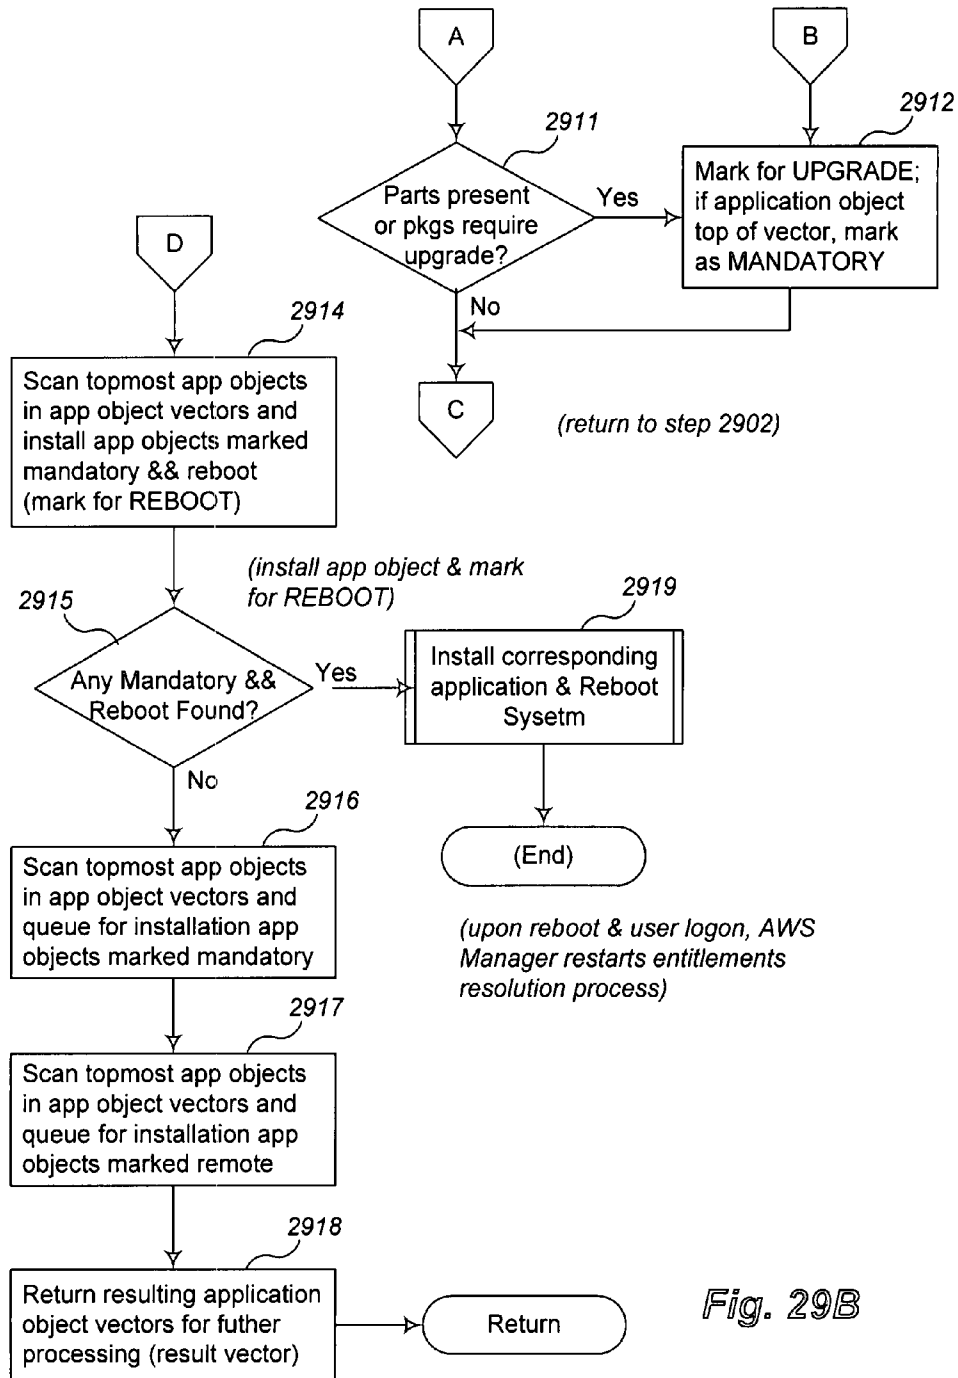 A
B
2911
2912
Parts present
or pkgs require
upgrade?
Yes
Mark for UPGRADE;
if application object
top of vector, mark
as MANDATORY
No
C
(return to step 2902)
D
2914
Scan topmost app objects
in app object vectors and
install app objects marked
mandatory && reboot
(mark for REBOOT)
(install app object & mark
for REBOOT)
2915
Any Mandatory &&
Reboot Found?
Yes
2919
Install corresponding
application & Reboot
Sysetm
No
(End)
(upon reboot & user logon, AWS
Manager restarts entitlements
resolution process)
2916
Scan topmost app objects
in app object vectors and
queue for installation app
objects marked mandatory
2917
Scan topmost app objects
in app object vectors and
queue for installation app
objects marked remote
2918
Return resulting application
object vectors for futher
processing (result vector)
Return
Fig. 29B